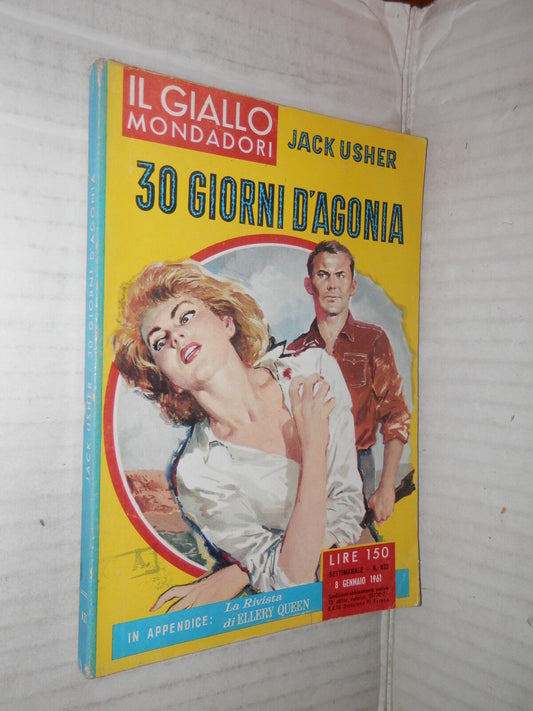 IL GIALLO
MONDADORI
JACK USHER
30 GIORNI D'AGONIA
JACK USHER - 30 GIORNI D'AGONIA
LIRE 150
SETTIMANALE - N.
8 GENNAIO 1961
IN APPENDICE:
La Rivista
di ELLERY QUEEN